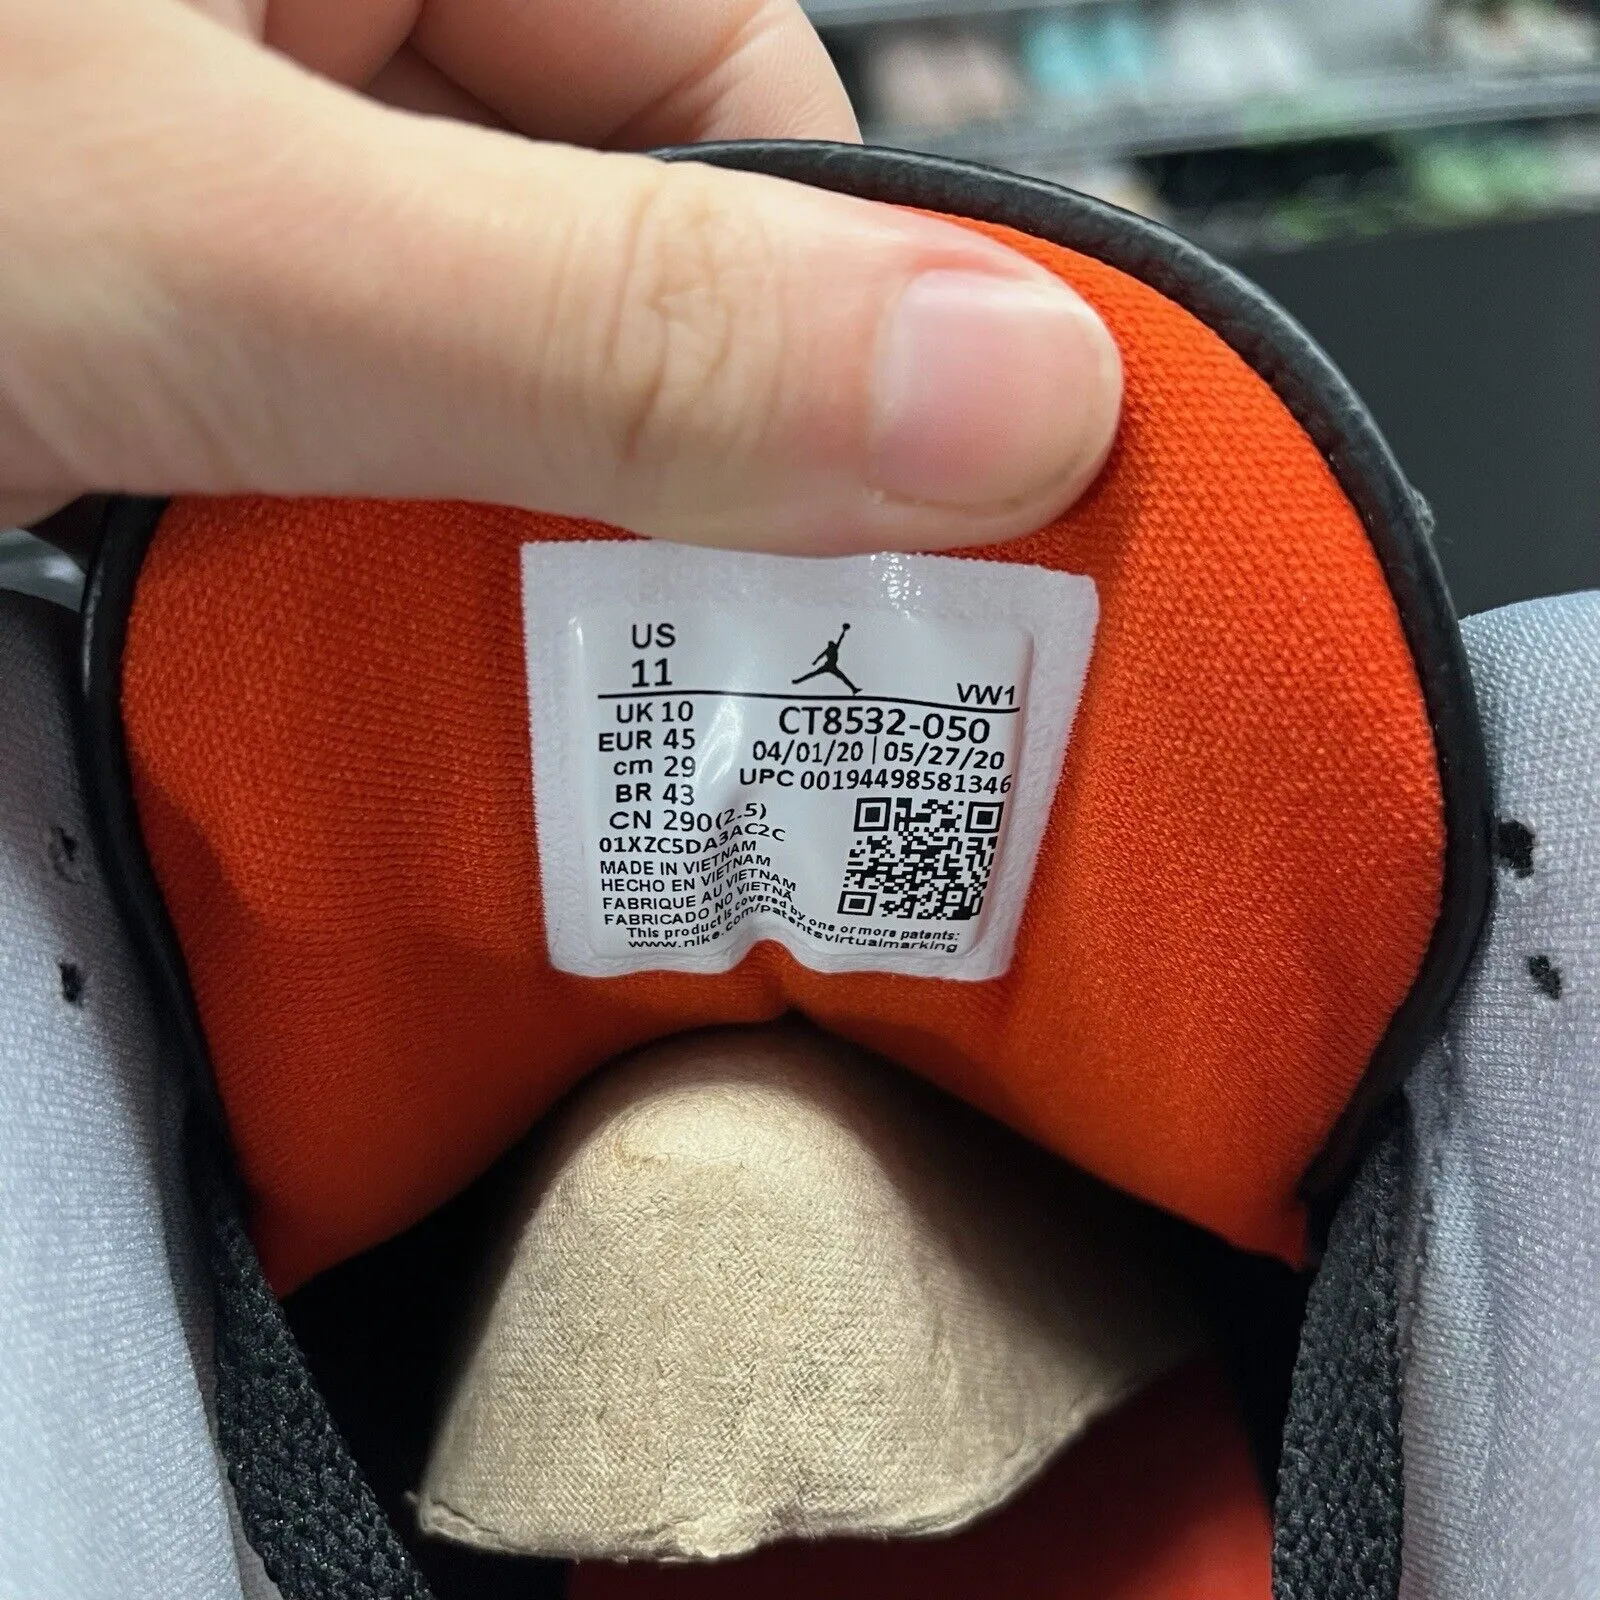 US
11
VW1
UK 10
CT8532-050
EUR 45
04/01/20 | 05/27/20
cm 29
UPC 00194498581346
BR 43
CN 290(2.5)
01XZC5DA3AC2C
MADE IN VIETNAM
HECHO EN VIETNAM
FABRIQUE AU VIETNAM
FABRICADO NO VIETNÃ
This product is covered by one or more patents:
www.nike.com/patentsvirtualmarking